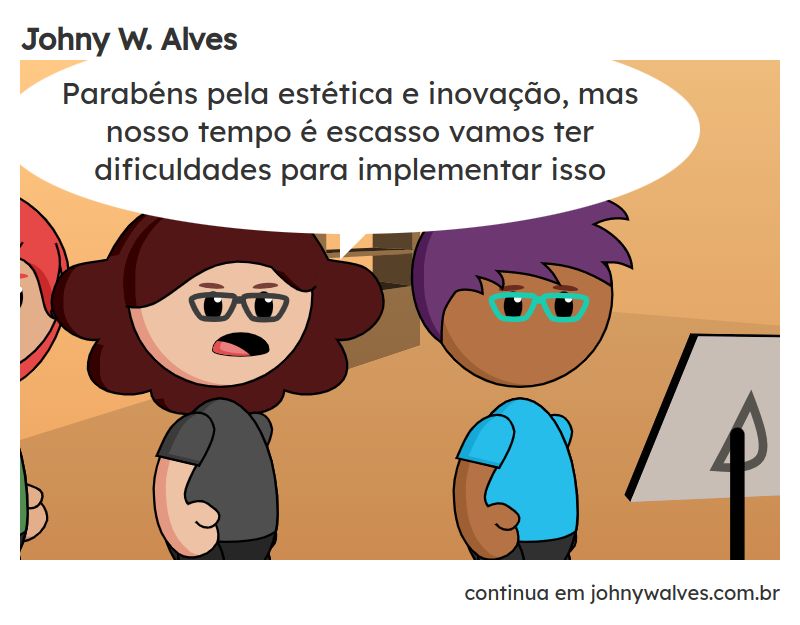 Johny W. Alves
Parabéns pela estética e inovação, mas
nosso tempo é escasso vamos ter
dificuldades para implementar isso
continua em johnywalves.com.br